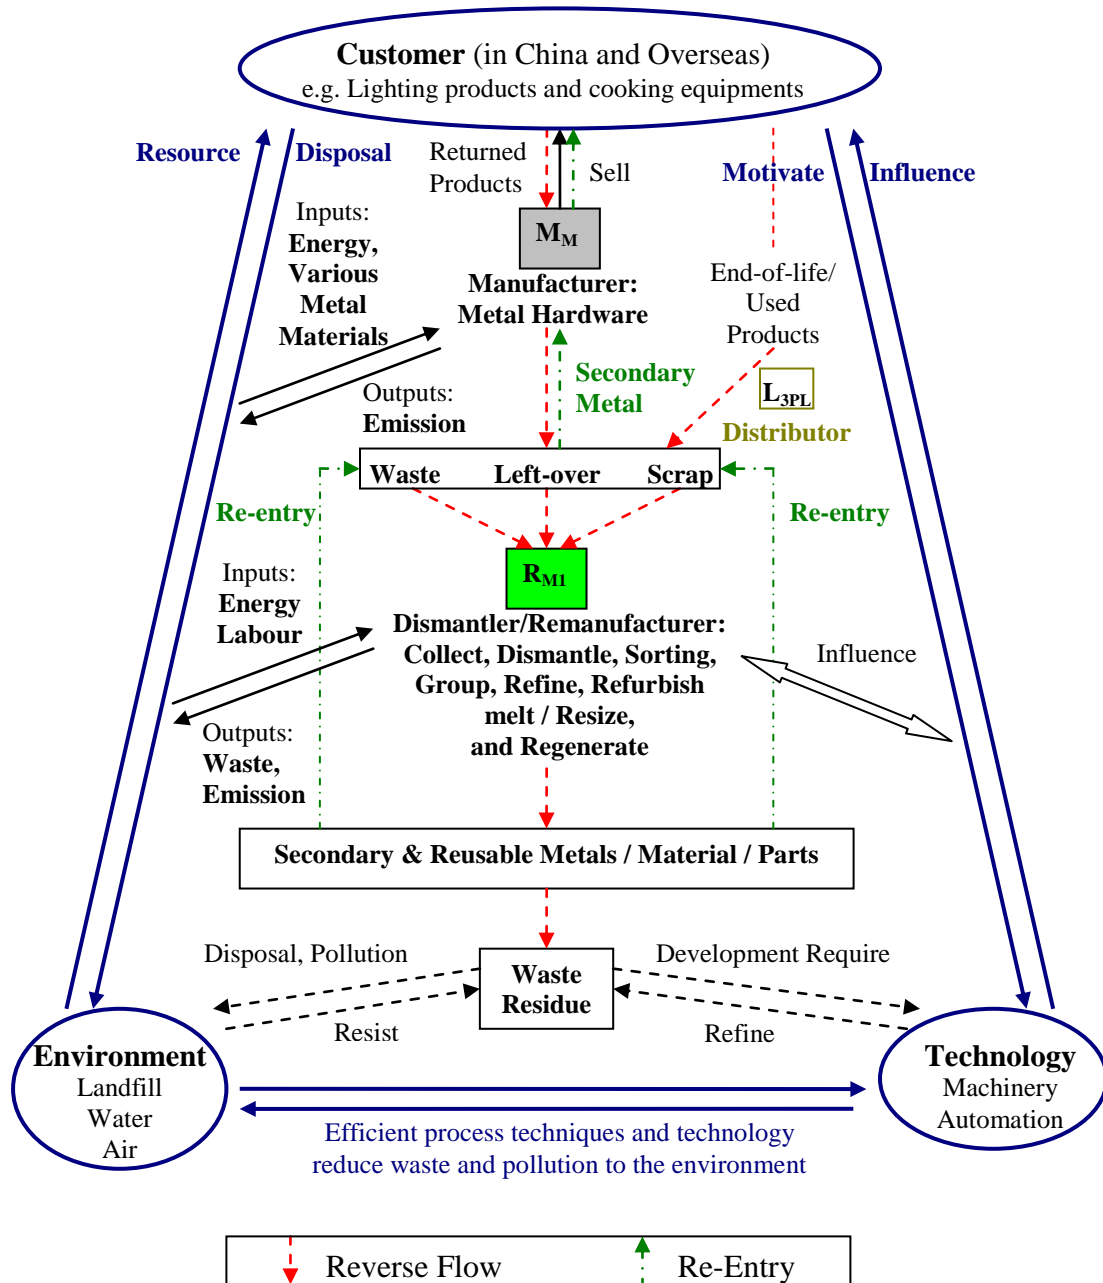 Customer (in China and Overseas)
e.g. Lighting products and cooking equipments
Resource
Disposal
Returned
Products
Sell
Motivate
Influence
Inputs:
Energy,
Various
Metal
Materials
M_M
Manufacturer:
Metal Hardware
End-of-life/
Used
Products
Outputs:
Emission
Secondary
Metal
L_3PL
Distributor
Waste Left-over Scrap
Re-entry
Re-entry
Inputs:
Energy
Labour
R_M1
Dismantler/Remanufacturer:
Collect, Dismantle, Sorting,
Group, Refine, Refurbish
melt / Resize,
and Regenerate
Influence
Outputs:
Waste,
Emission
Secondary & Reusable Metals / Material / Parts
Disposal, Pollution
Development Require
Waste
Residue
Resist
Refine
Environment
Landfill
Water
Air
Technology
Machinery
Automation
Efficient process techniques and technology
reduce waste and pollution to the environment
Reverse Flow
Re-Entry